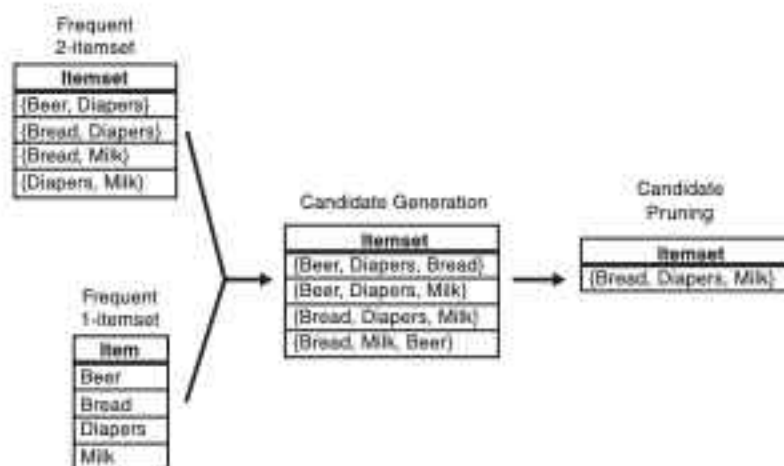 Frequent
2-itemset
Itemset
{Beer, Diapers}
{Bread, Diapers}
{Bread, Milk}
{Diapers, Milk}
Frequent
1-itemset
Item
Beer
Bread
Diapers
Milk
Candidate Generation
Itemset
{Beer, Diapers, Bread}
{Beer, Diapers, Milk}
{Bread, Diapers, Milk}
{Bread, Milk, Beer}
Candidate
Pruning
Itemset
{Bread, Diapers, Milk}